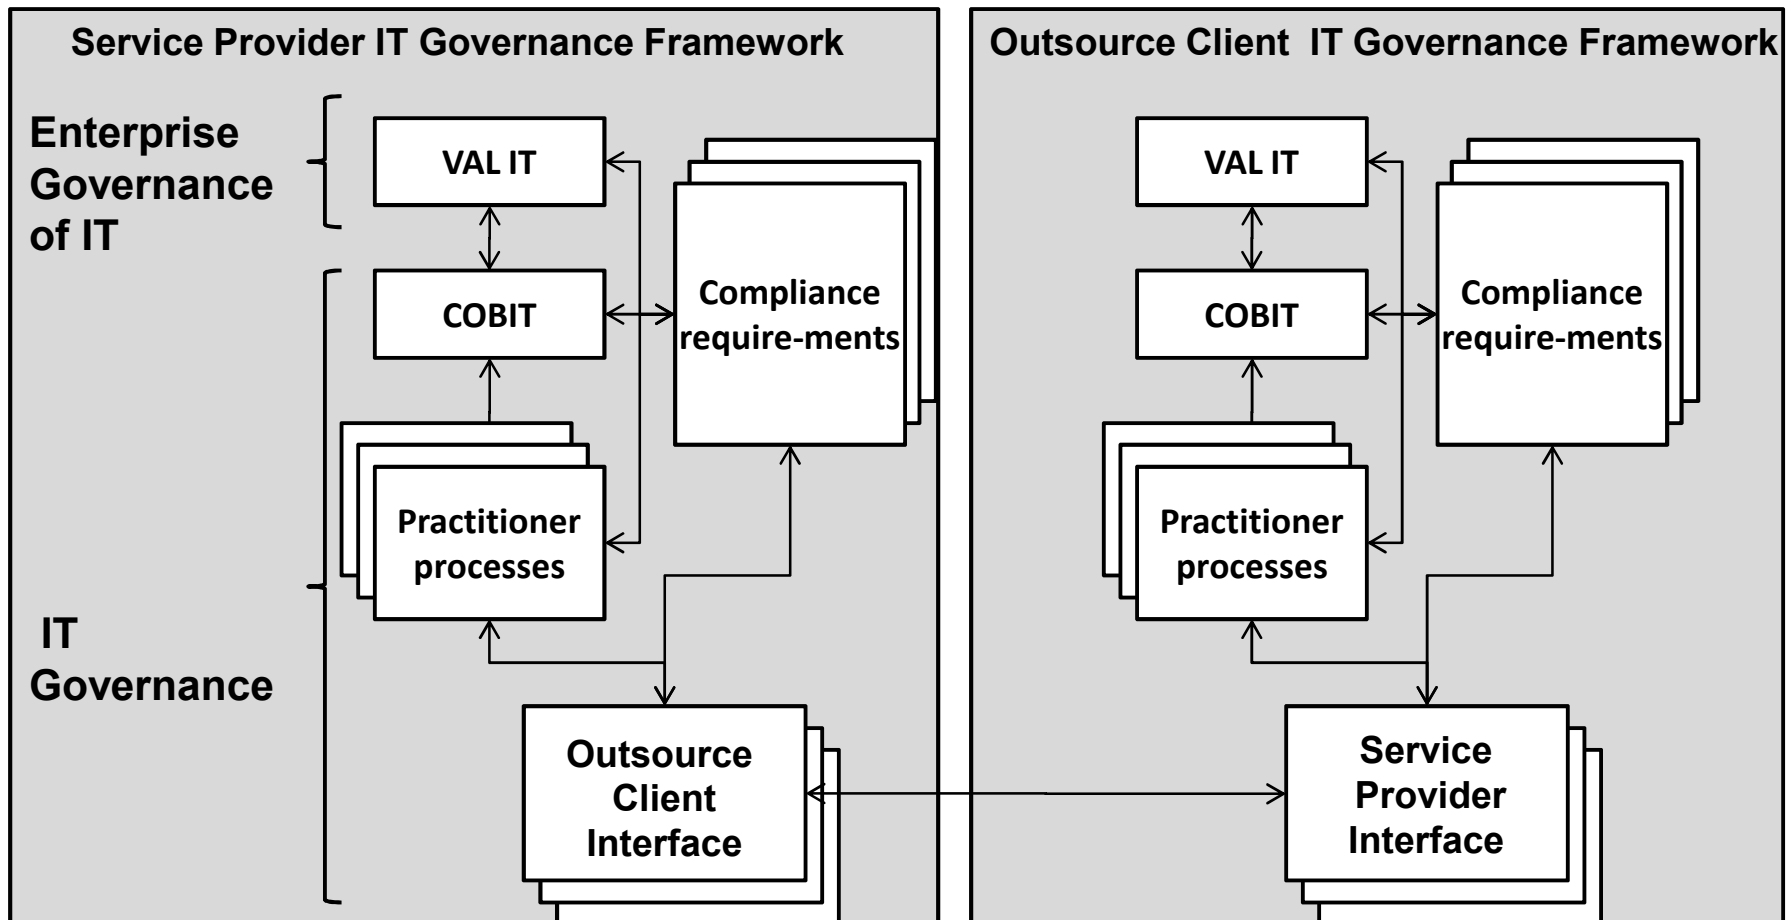 Service Provider IT Governance Framework
Enterprise
Governance
of IT
VAL IT
COBIT
Compliance
require-ments
Practitioner
processes
IT
Governance
Outsource
Client
Interface
Outsource Client IT Governance Framework
VAL IT
COBIT
Compliance
require-ments
Practitioner
processes
Service
Provider
Interface